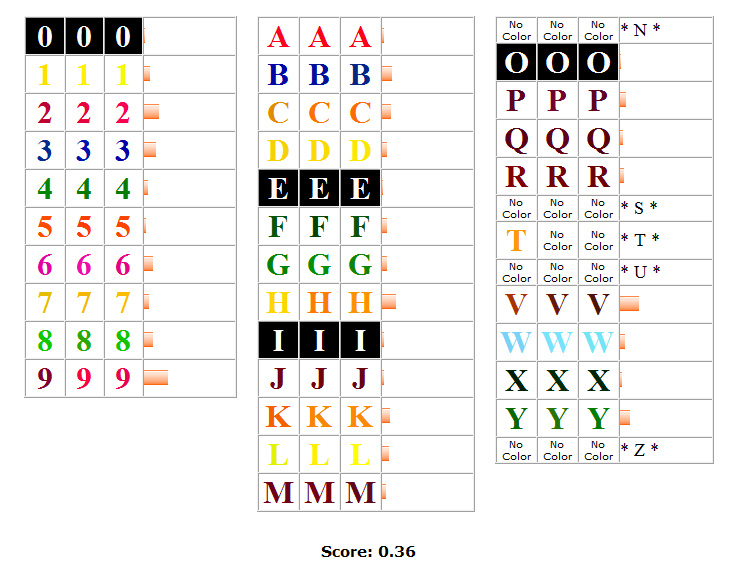 0 0 0
1 1 1
2 2 2
3 3 3
4 4 4
5 5 5
6 6 6
7 7 7
8 8 8
9 9 9
A A A
B B B
C C C
D D D
E E E
F F F
G G G
H H H
I I I
J J J
K K K
L L L
M M M
No Color No Color No Color * N *
O O O
P P P
Q Q Q
R R R
No Color No Color No Color * S *
T No Color No Color * T *
No Color No Color No Color * U *
V V V
W W W
X X X
Y Y Y
No Color No Color No Color * Z *
Score: 0.36